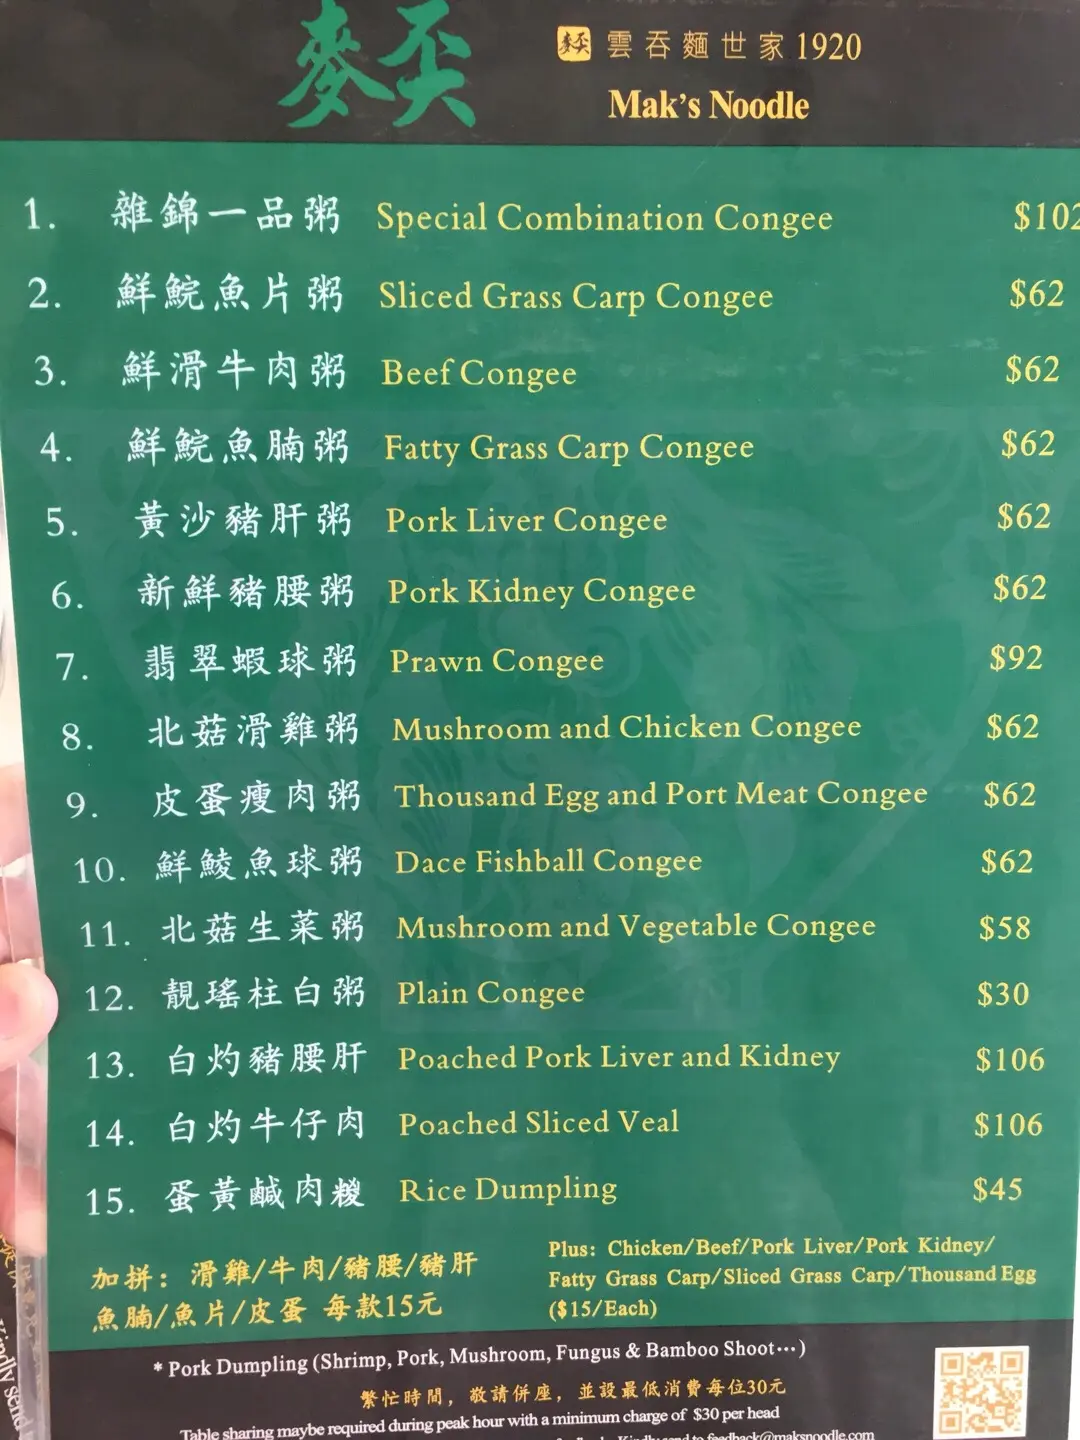 麥奀
麥奀 雲吞麵世家 1920
Mak's Noodle
1. 雜錦一品粥 Special Combination Congee $102
2. 鮮鯇魚片粥 Sliced Grass Carp Congee $62
3. 鮮滑牛肉粥 Beef Congee $62
4. 鮮鯇魚腩粥 Fatty Grass Carp Congee $62
5. 黃沙豬肝粥 Pork Liver Congee $62
6. 新鮮豬腰粥 Pork Kidney Congee $62
7. 翡翠蝦球粥 Prawn Congee $92
8. 北菇滑雞粥 Mushroom and Chicken Congee $62
9. 皮蛋瘦肉粥 Thousand Egg and Port Meat Congee $62
10. 鮮鯪魚球粥 Dace Fishball Congee $62
11. 北菇生菜粥 Mushroom and Vegetable Congee $58
12. 靚瑤柱白粥 Plain Congee $30
13. 白灼豬腰肝 Poached Pork Liver and Kidney $106
14. 白灼牛仔肉 Poached Sliced Veal $106
15. 蛋黃鹹肉糉 Rice Dumpling $45
加拼：滑雞/牛肉/豬腰/豬肝
魚腩/魚片/皮蛋 每款15元
Plus: Chicken/Beef/Pork Liver/Pork Kidney/
Fatty Grass Carp/Sliced Grass Carp/Thousand Egg
($15/Each)
* Pork Dumpling (Shrimp, Pork, Mushroom, Fungus & Bamboo Shoot…)
繁忙時間，敬請併座，並設最低消費每位30元
Table sharing maybe required during peak hour with a minimum charge of $30 per head
Kindly send to feedback@maksnoodle.com
Kindly send